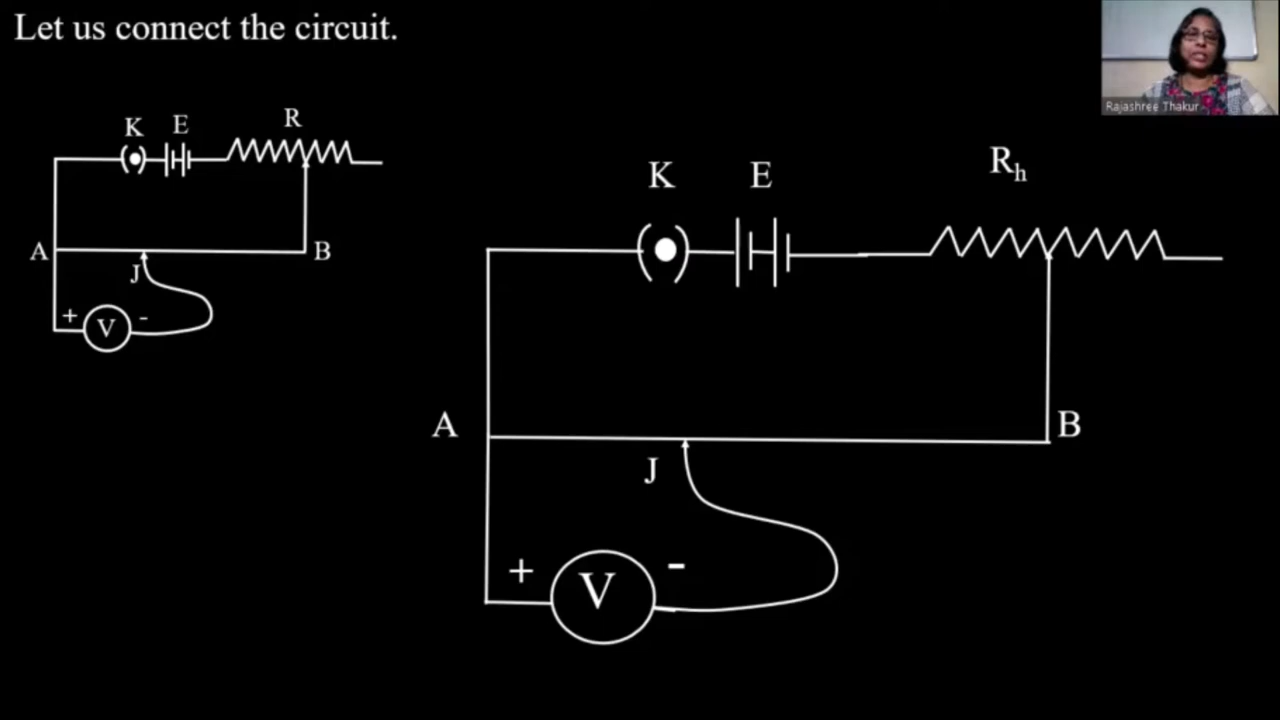 Let us connect the circuit.
Rajashree Thakur
K E R
A B
J
+ V -
K E Rh
A B
J
+ V -